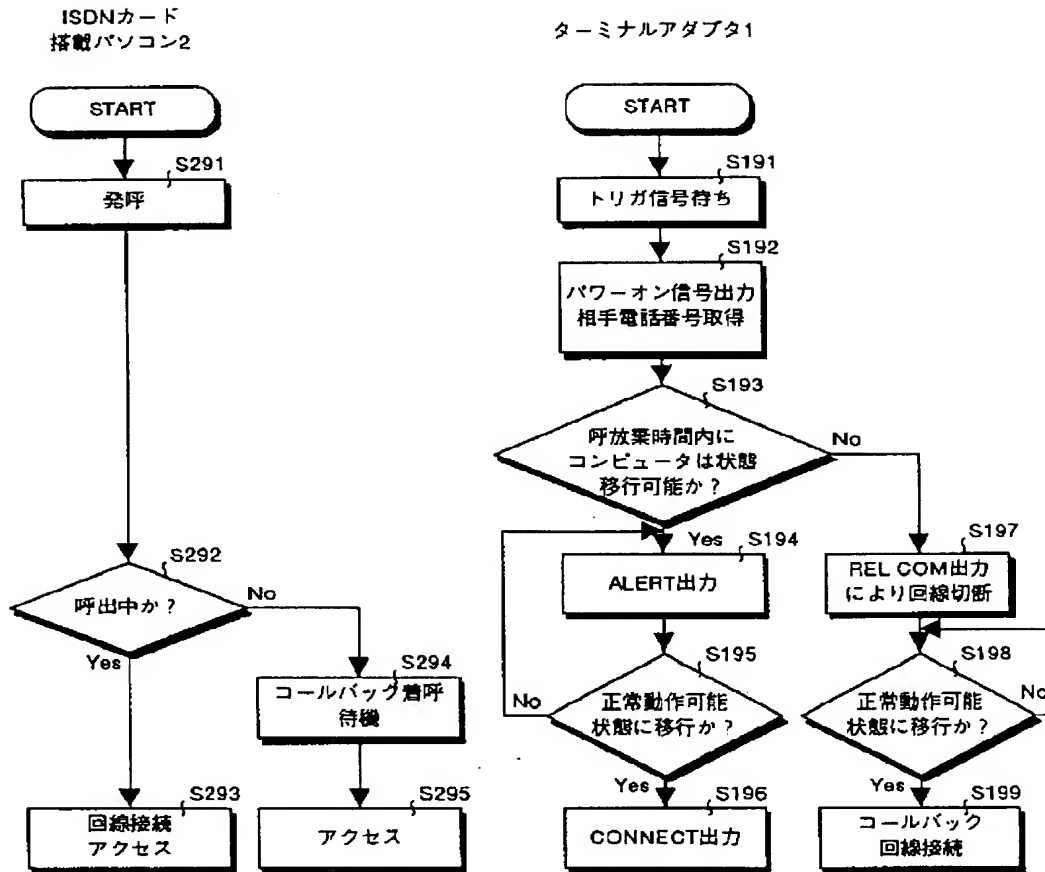 ISDNカード
搭載パソコン2
START
S291
発呼
S292
呼出中か？
No
Yes
S294
コールバック着呼
待機
S293
回線接続
アクセス
S295
アクセス
ターミナルアダプタ1
START
S191
トリガ信号待ち
S192
パワーオン信号出力
相手電話番号取得
S193
呼放棄時間内に
コンピュータは状態
移行可能か？
No
Yes
S194
ALERT出力
S195
正常動作可能
状態に移行か？
No
Yes
S196
CONNECT出力
S197
REL COM出力
により回線切断
S198
正常動作可能
状態に移行か？
No
Yes
S199
コールバック
回線接続